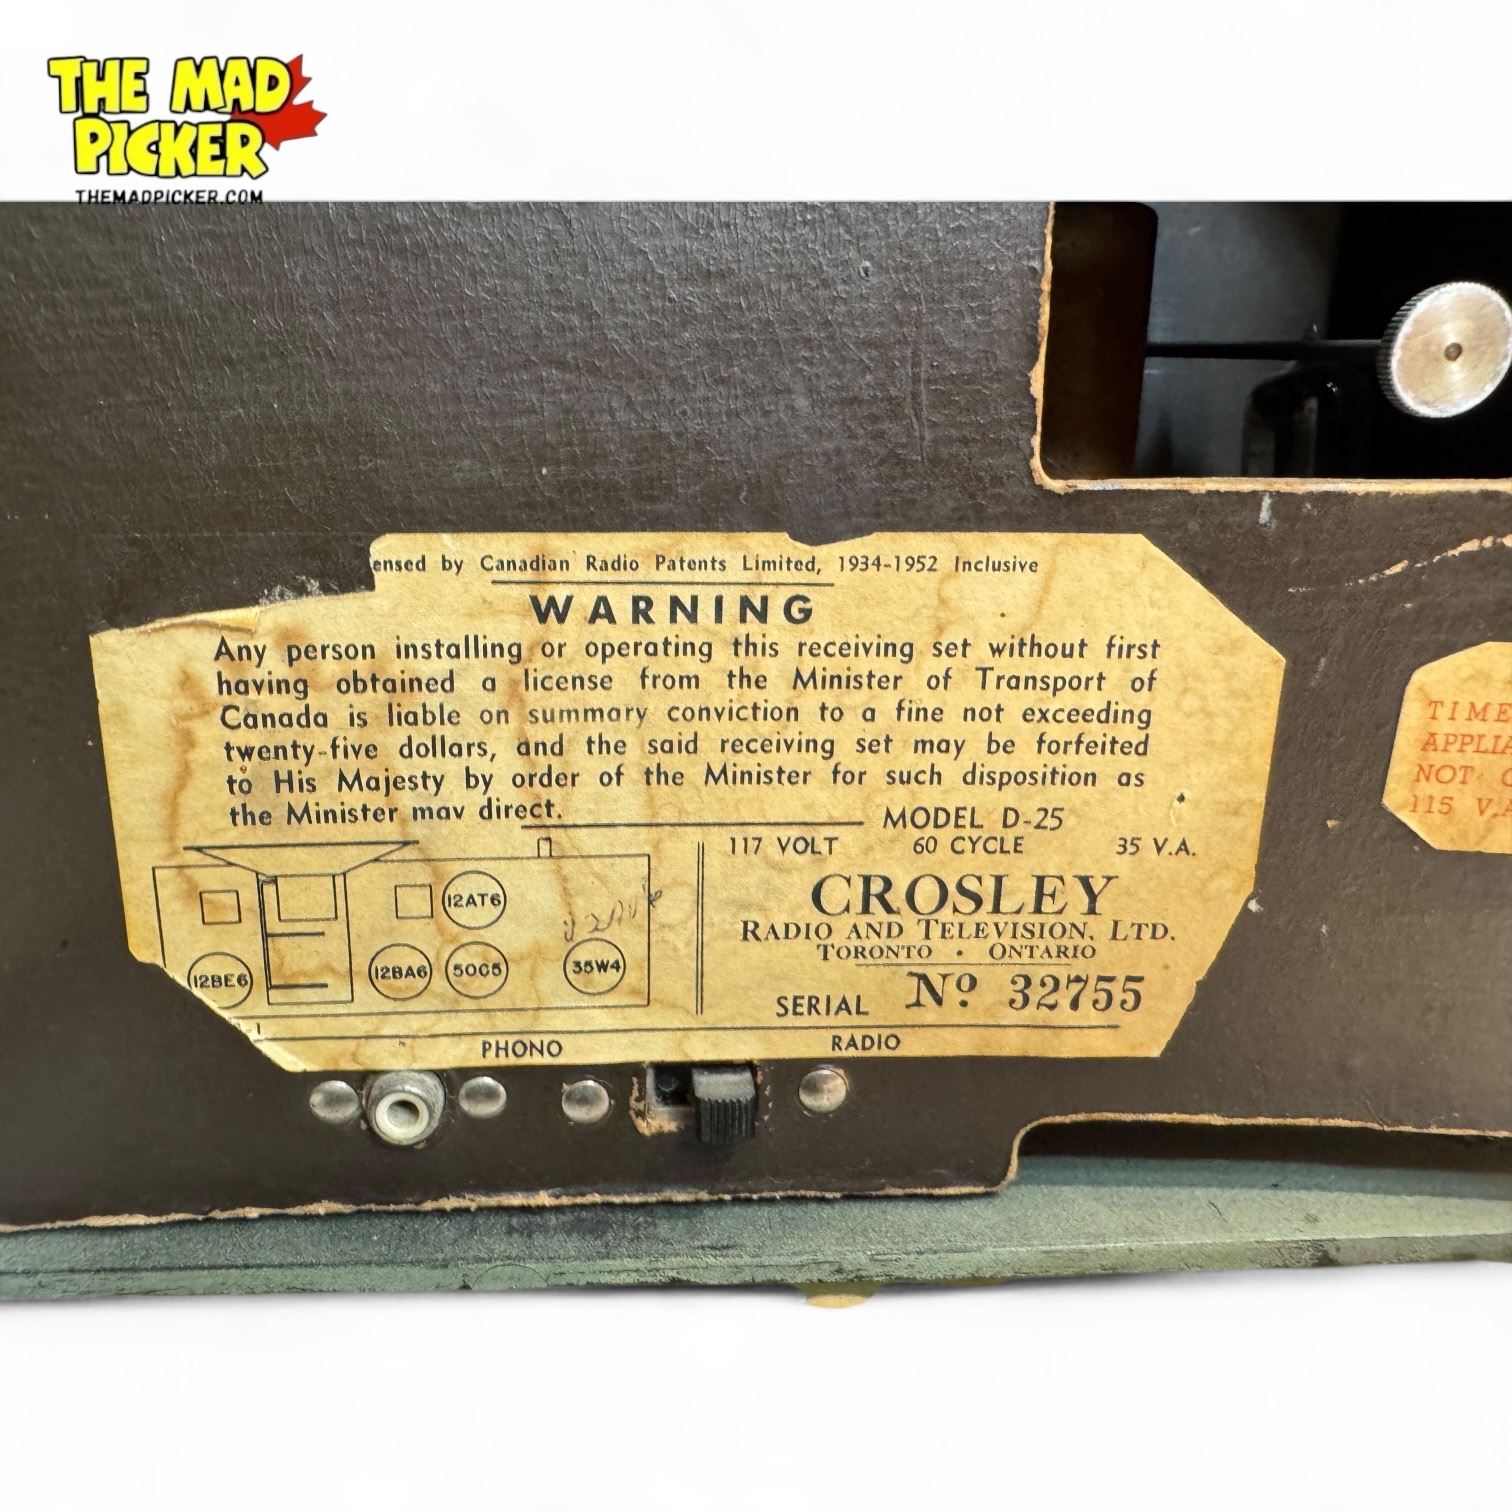 THE MAD
PICKER
THEMADPICKER.COM
ensed by Canadian Radio Patents Limited, 1934-1952 Inclusive
WARNING
Any person installing or operating this receiving set without first
having obtained a license from the Minister of Transport of
Canada is liable on summary conviction to a fine not exceeding
twenty-five dollars, and the said receiving set may be forfeited
to His Majesty by order of the Minister for such disposition as
the Minister may direct.
MODEL D-25
117 VOLT 60 CYCLE 35 V.A.
CROSLEY
RADIO AND TELEVISION, LTD.
TORONTO • ONTARIO
SERIAL Nº 32755
12AT6
12BE6
12BA6
50C5
35W4
PHONO
RADIO
TIME
APPLIA
NOT
115 V.